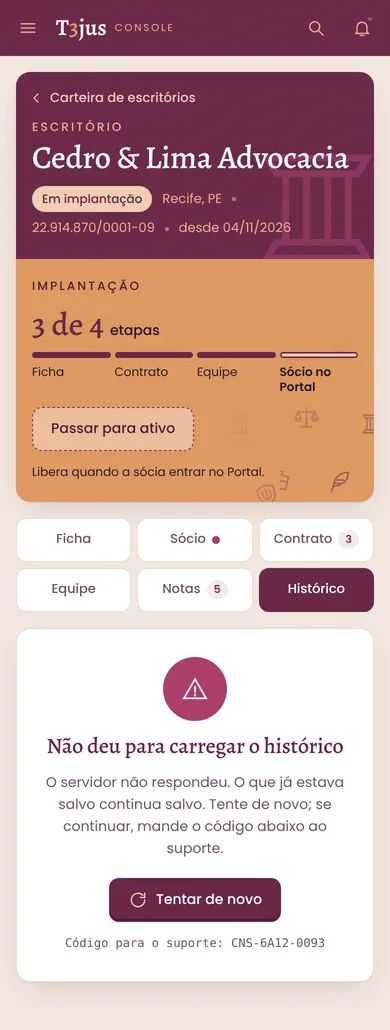 T3jus CONSOLE
Carteira de escritórios
ESCRITÓRIO
Cedro & Lima Advocacia
Em implantação Recife, PE •
22.914.870/0001-09 • desde 04/11/2026
IMPLANTAÇÃO
3 de 4 etapas
Ficha Contrato Equipe Sócio no
Portal
Passar para ativo
Libera quando a sócia entrar no Portal.
Ficha Sócio Contrato 3
Equipe Notas 5 Histórico
Não deu para carregar o histórico
O servidor não respondeu. O que já estava
salvo continua salvo. Tente de novo; se
continuar, mande o código abaixo ao
suporte.
Tentar de novo
Código para o suporte: CNS-6A12-0093